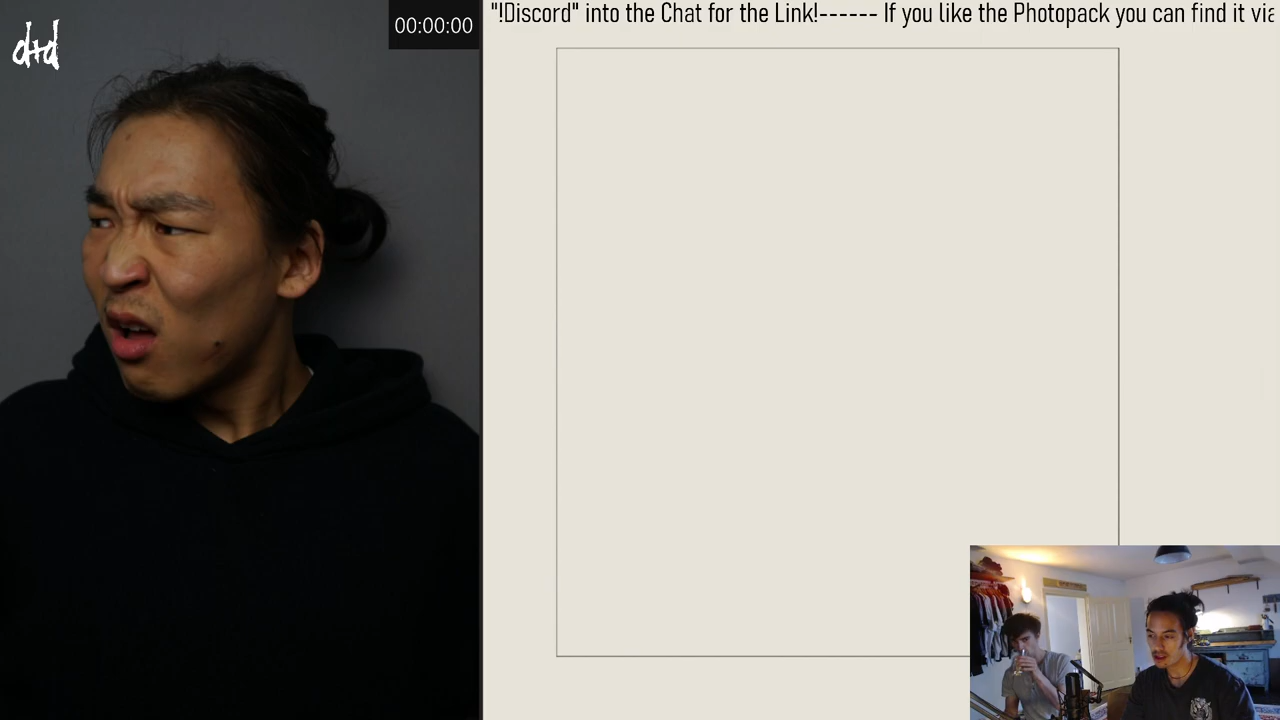 d+d
00:00:00
"!Discord" into the Chat for the Link!------ If you like the Photopack you can find it via